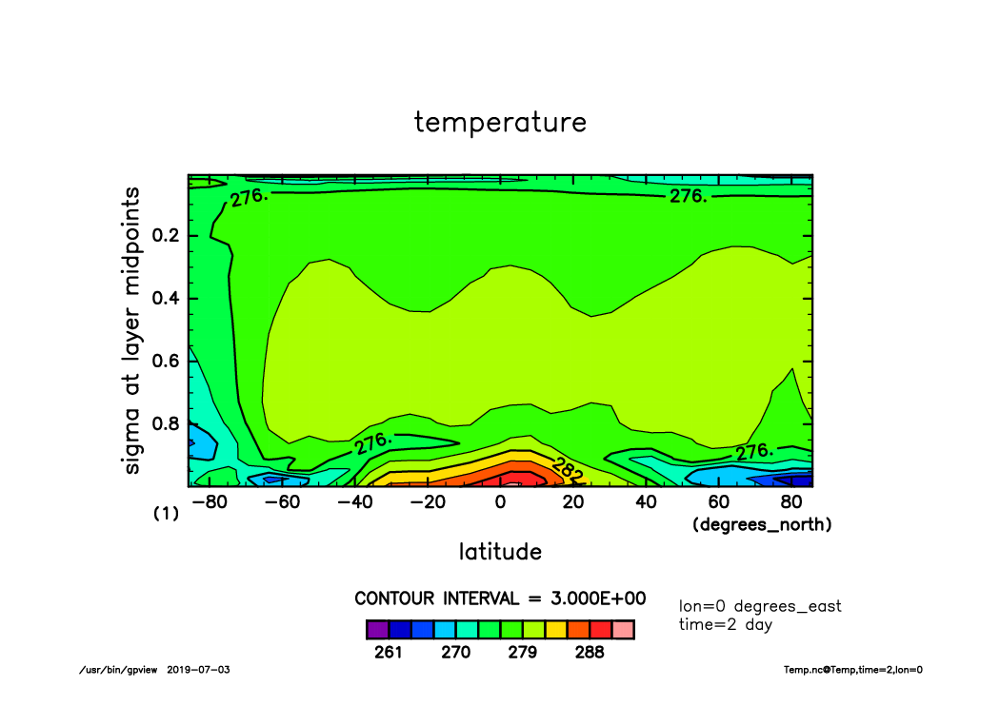 temperature
276.
276.
0.2
0.4
0.6
0.8
sigma at layer midpoints
276.
276.
282.
−80 −60 −40 −20 0 20 40 60 80
(1)
(degrees_north)
latitude
CONTOUR INTERVAL = 3.000E+00
261 270 279 288
lon=0 degrees_east
time=2 day
/usr/bin/gpview 2019-07-03
Temp.nc@Temp,time=2,lon=0